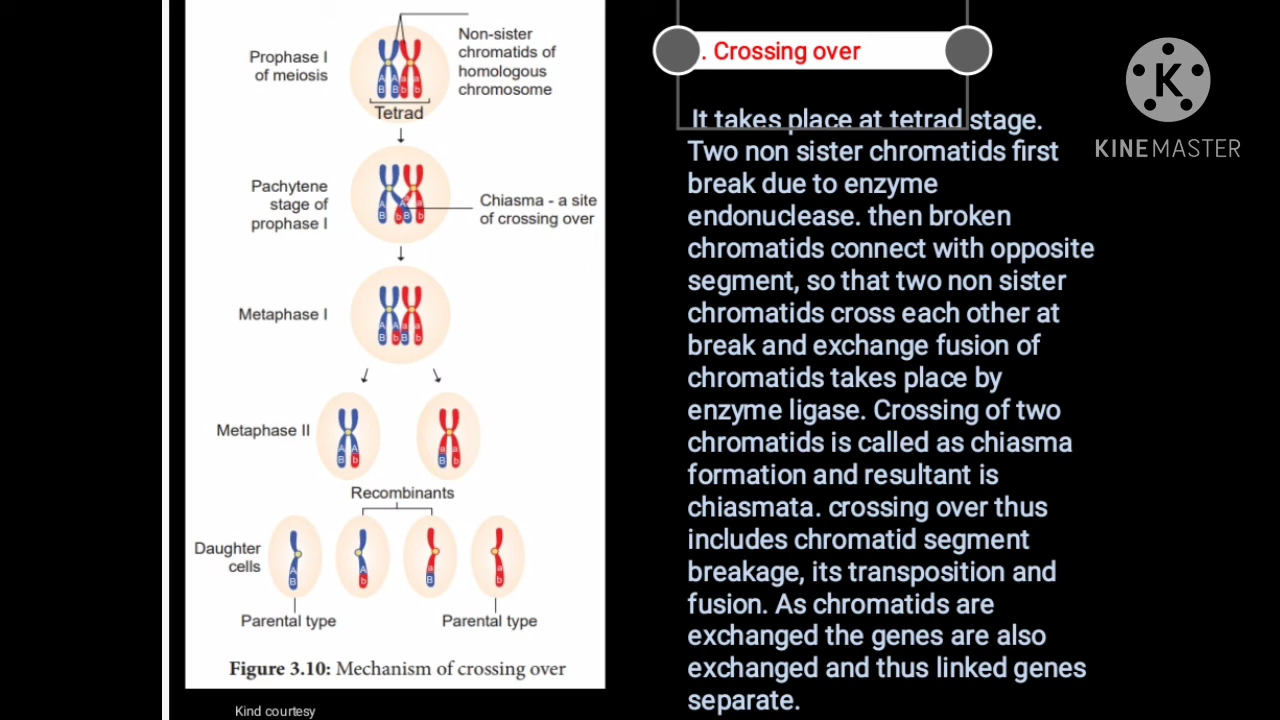 Prophase I
of meiosis
Non-sister
chromatids of
homologous
chromosome
A A a a
B B b b
Tetrad
Pachytene
stage of
prophase I
Chiasma - a site
of crossing over
Metaphase I
A A a a
B b B b
Metaphase II
A A
B b
a a
B b
Recombinants
Daughter
cells
A
B
A
b
a
B
a
b
Parental type
Parental type
Figure 3.10: Mechanism of crossing over
Kind courtesy
. Crossing over
It takes place at tetrad stage.
Two non sister chromatids first
break due to enzyme
endonuclease. then broken
chromatids connect with opposite
segment, so that two non sister
chromatids cross each other at
break and exchange fusion of
chromatids takes place by
enzyme ligase. Crossing of two
chromatids is called as chiasma
formation and resultant is
chiasmata. crossing over thus
includes chromatid segment
breakage, its transposition and
fusion. As chromatids are
exchanged the genes are also
exchanged and thus linked genes
separate.
K
KINEMASTER